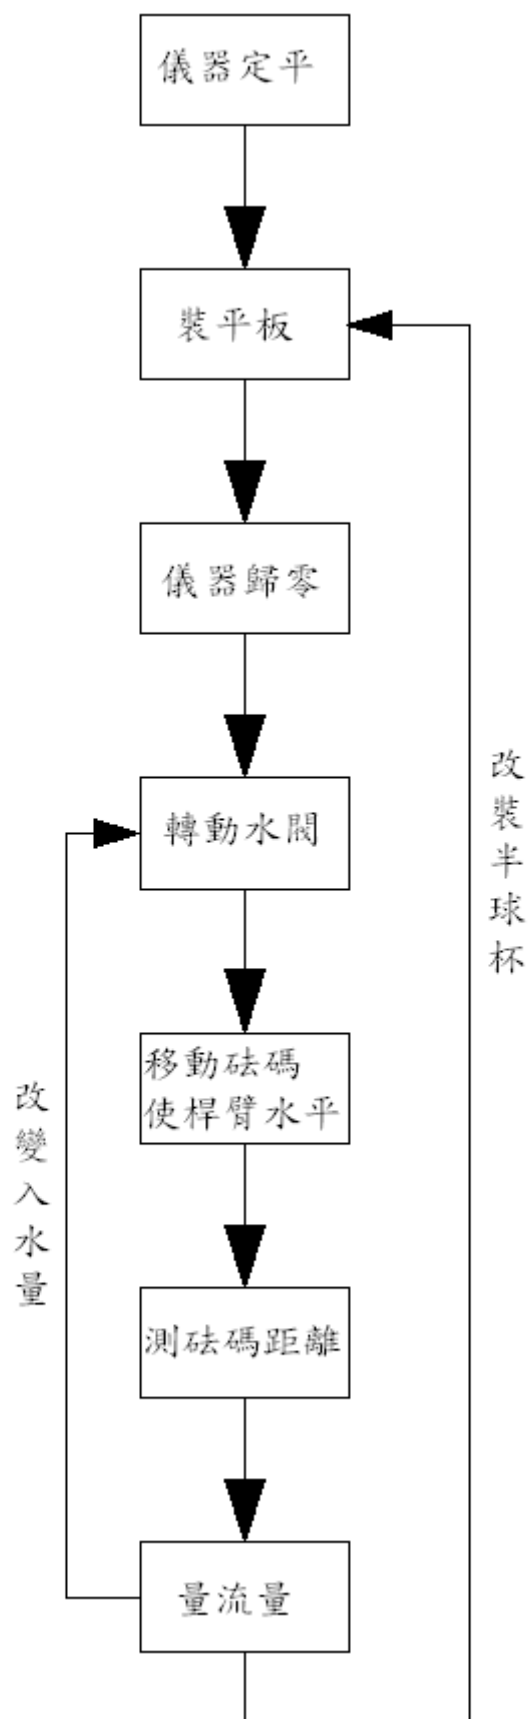 儀器定平
裝平板
儀器歸零
轉動水閥
移動砝碼
使桿臂水平
測砝碼距離
量流量
改變入水量
改裝半球杯